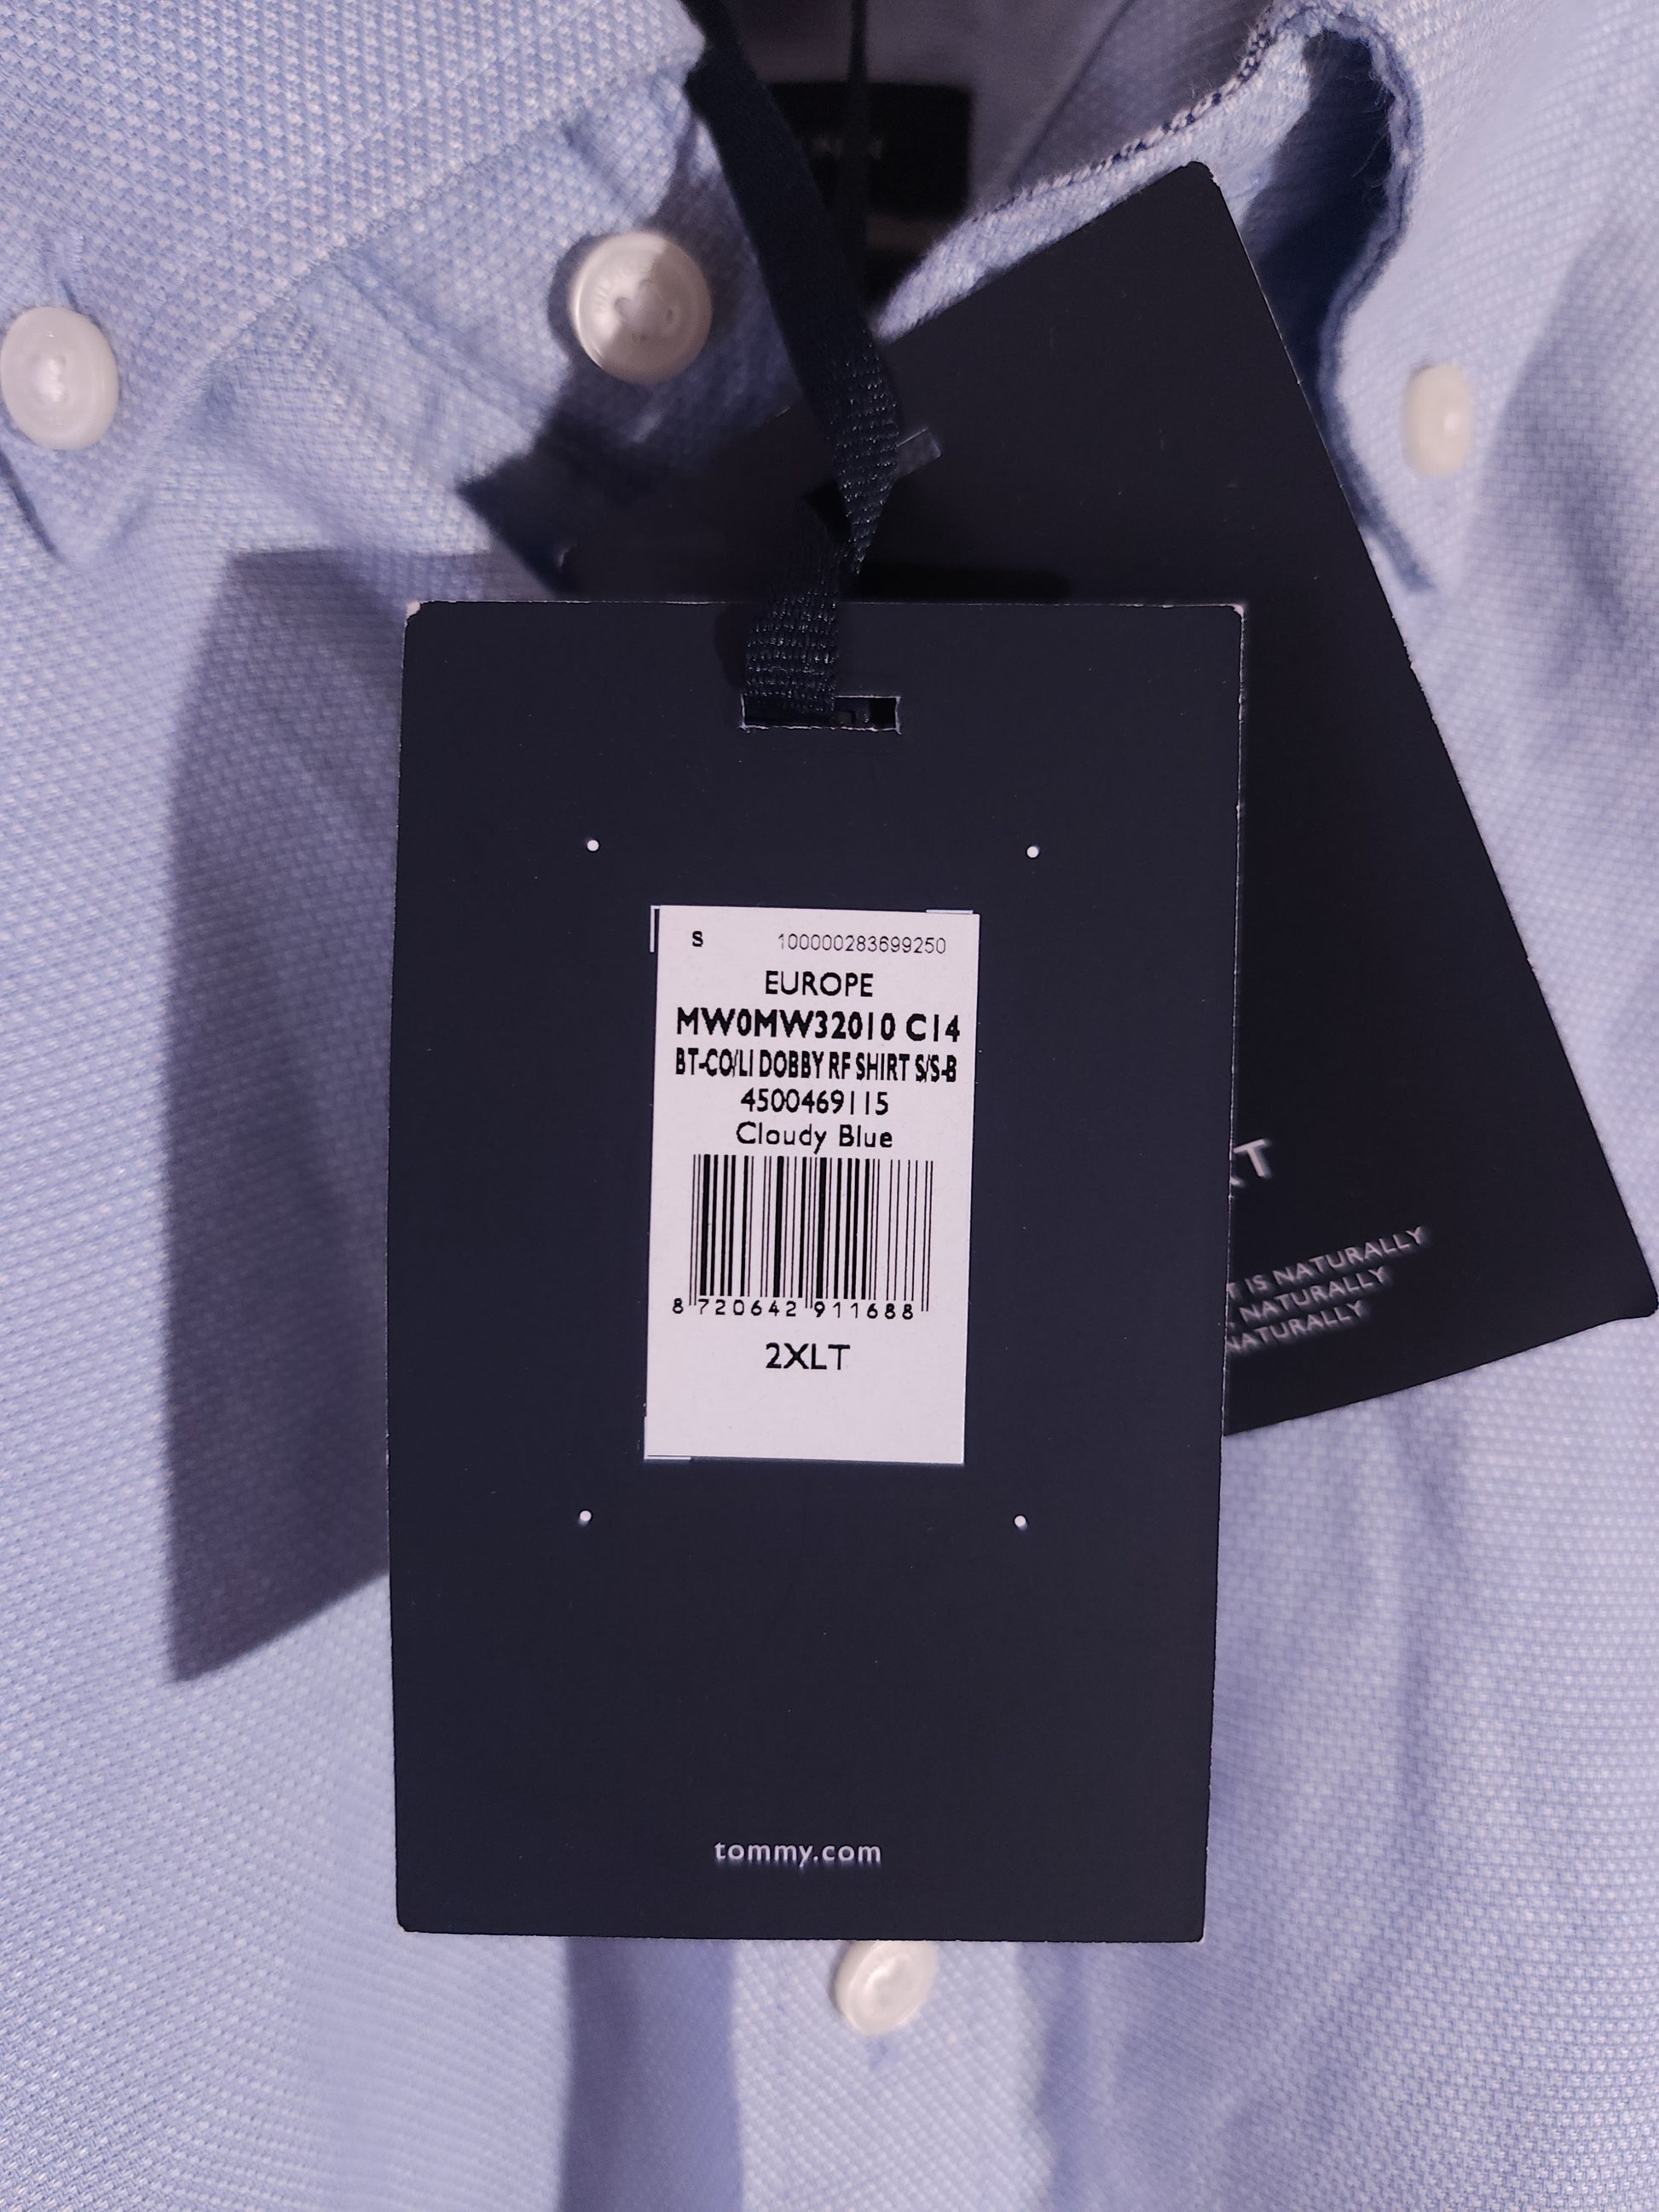 S 100000283699250
EUROPE
MW0MW32010 C14
BT-CO/LI DOBBY RF SHIRT S/S-B
4500469115
Cloudy Blue
8 720642 911688
2XLT
IS NATURALLY
NATURALLY
NATURALLY
tommy.com